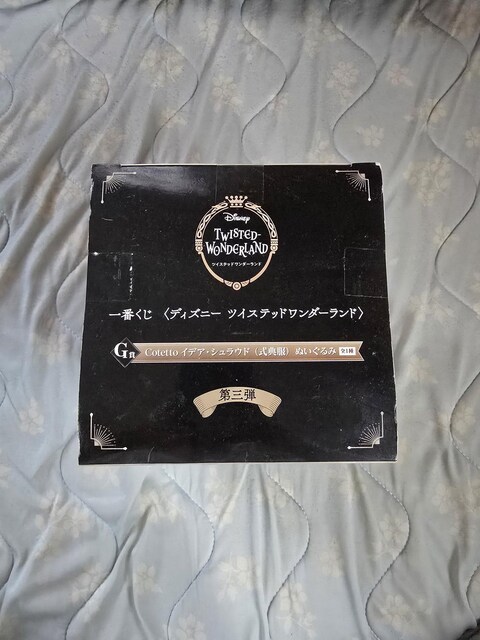 Disney
TWISTED-
WONDERLAND
ツイステッドワンダーランド
一番くじ 〈ディズニー ツイステッドワンダーランド〉
G賞 Cotetto イデア・シュラウド（式典服） ぬいぐるみ 全1種
第三弾